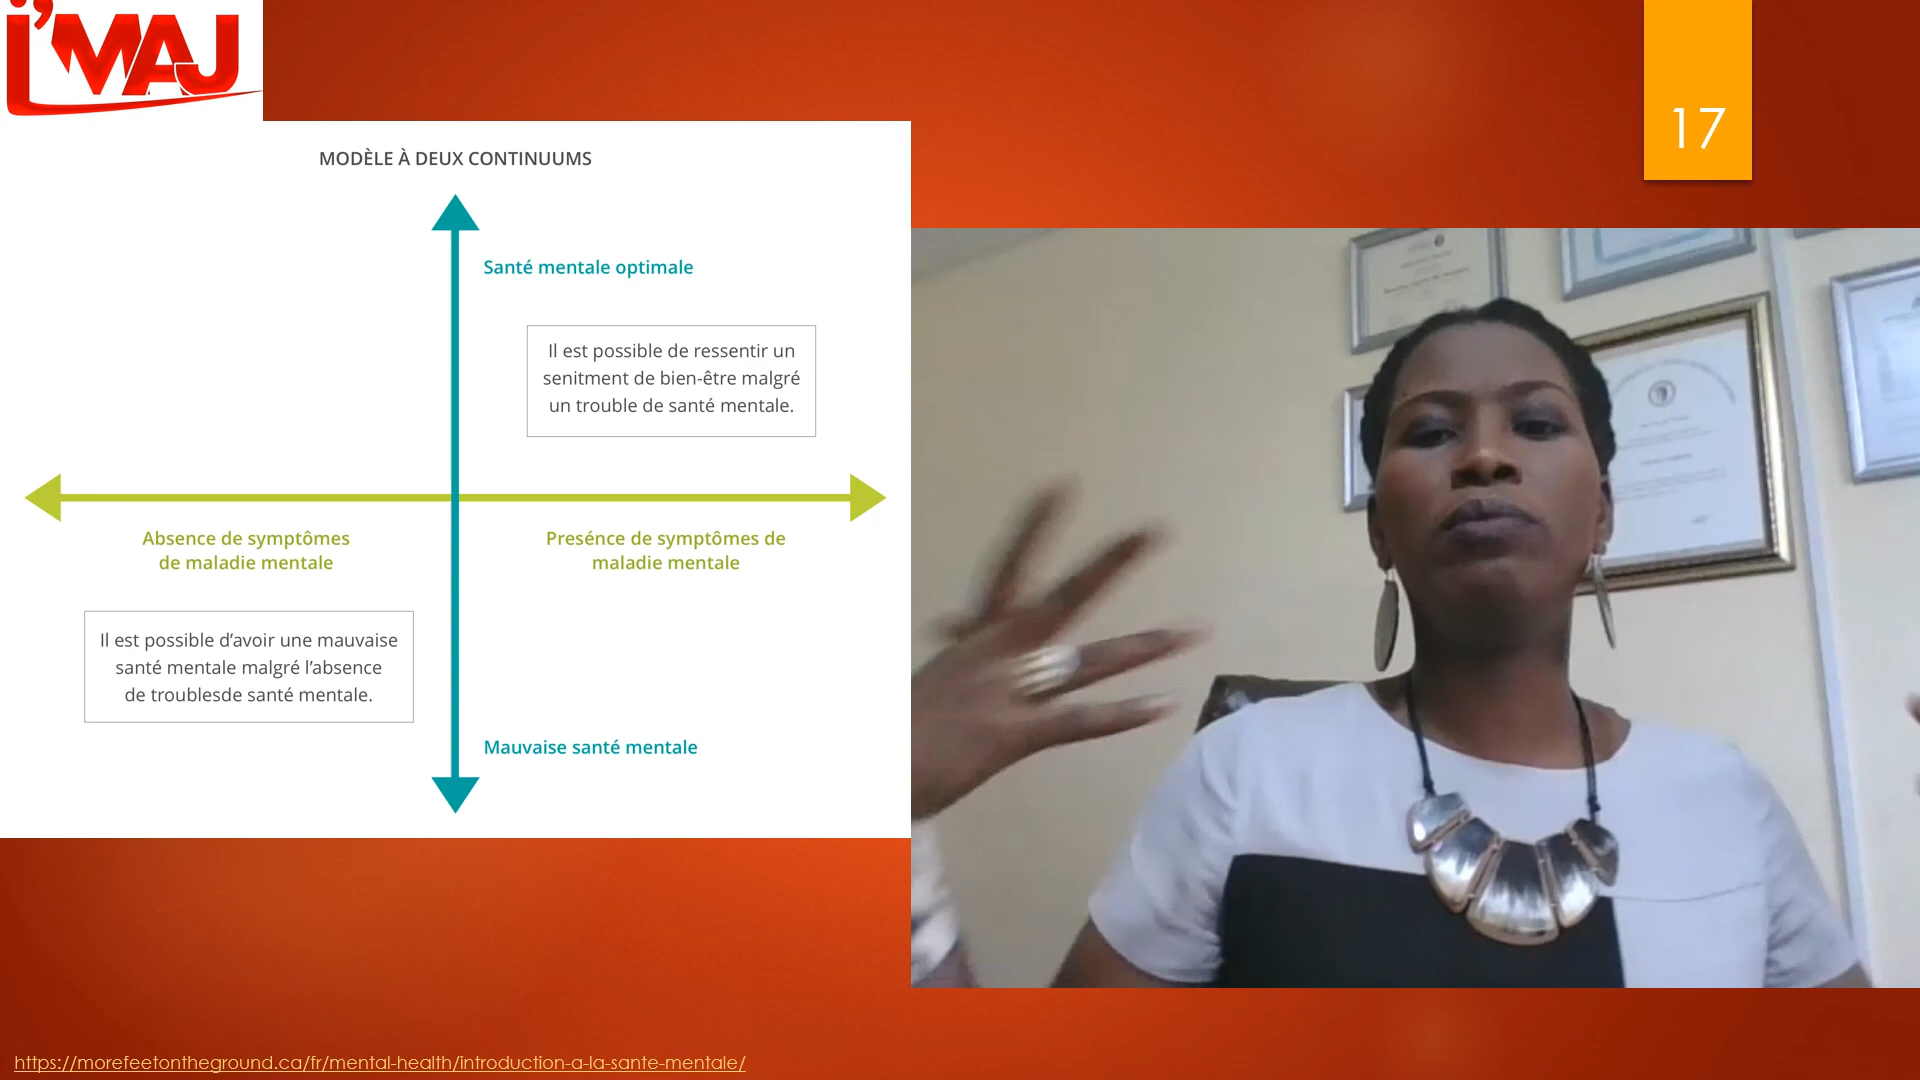 i'MAJ
17
MODÈLE À DEUX CONTINUUMS
Santé mentale optimale
Il est possible de ressentir un
senitment de bien-être malgré
un trouble de santé mentale.
Absence de symptômes
de maladie mentale
Presénce de symptômes de
maladie mentale
Il est possible d’avoir une mauvaise
santé mentale malgré l’absence
de troublesde santé mentale.
Mauvaise santé mentale
https://morefeetontheground.ca/fr/mental-health/introduction-a-la-sante-mentale/